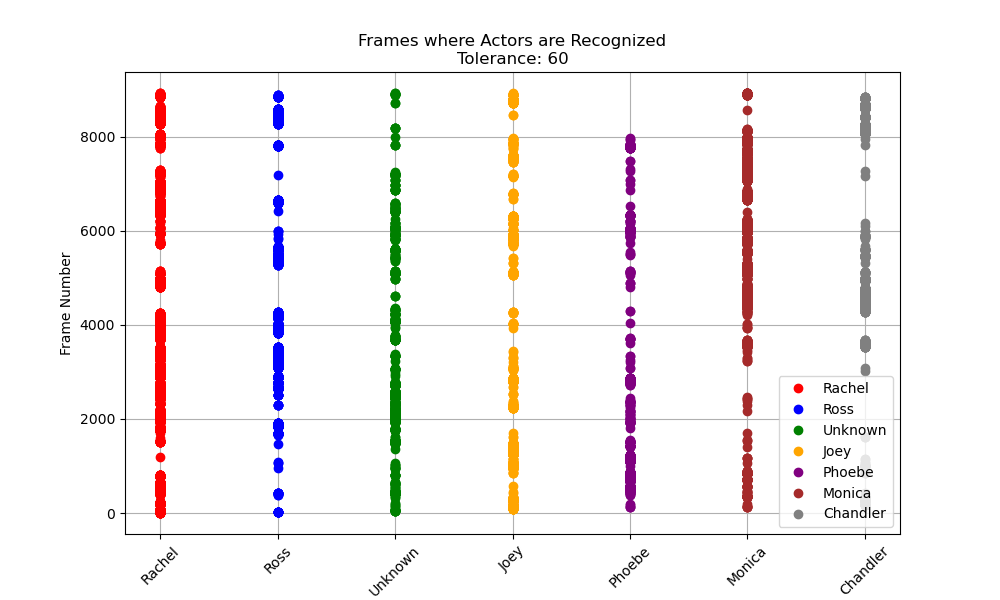 Frames where Actors are Recognized
Tolerance: 60
Frame Number
8000
6000
4000
2000
0
Rachel
Ross
Unknown
Joey
Phoebe
Monica
Chandler
Rachel
Ross
Unknown
Joey
Phoebe
Monica
Chandler